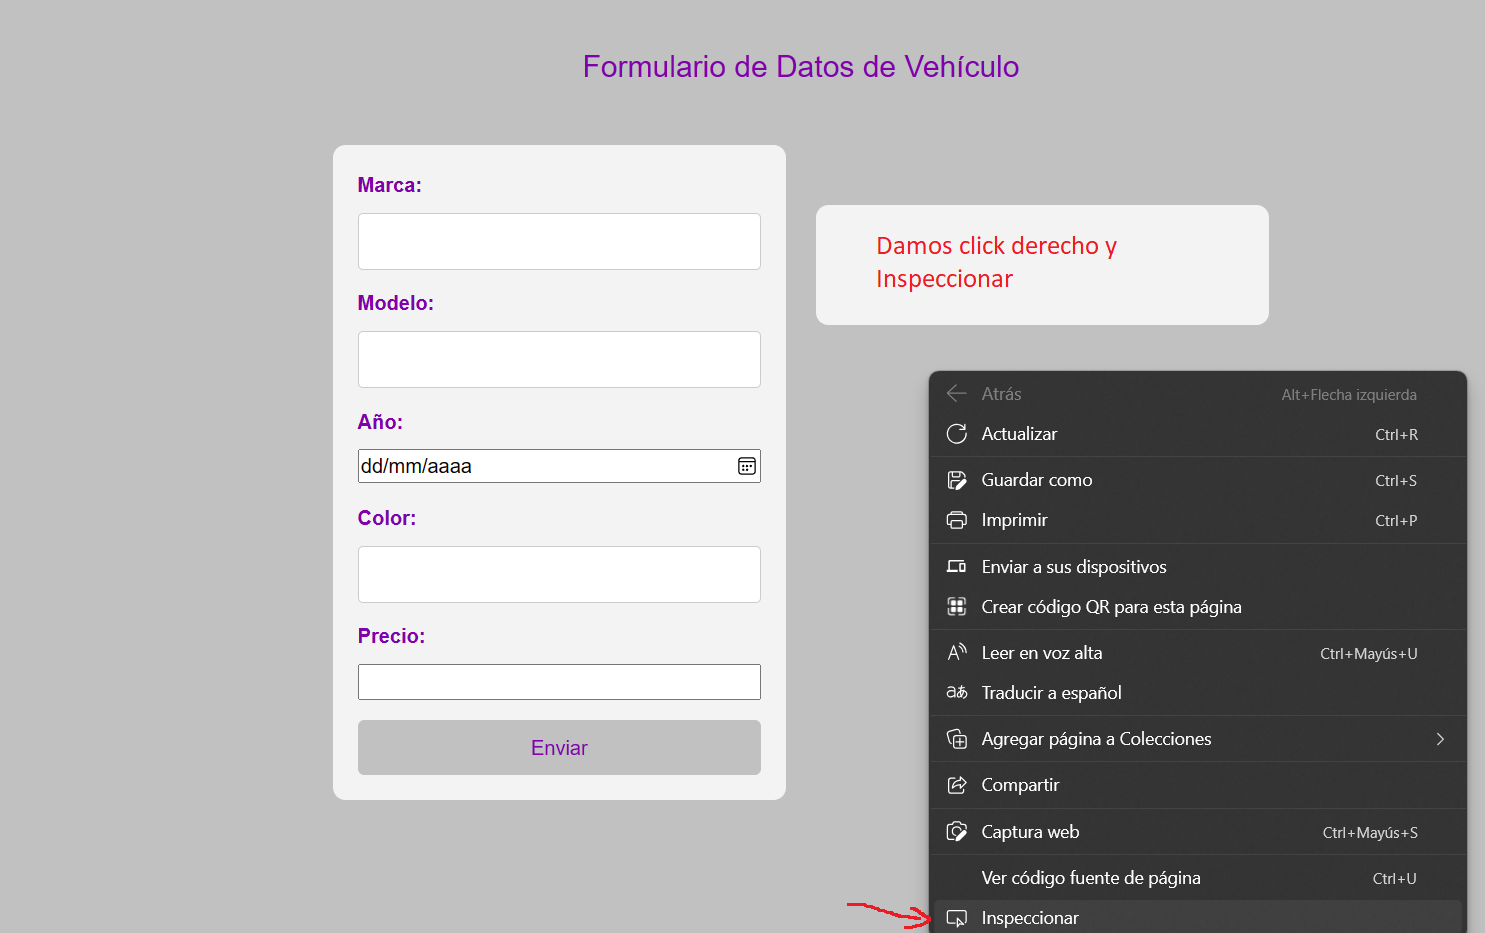 Formulario de Datos de Vehículo
Marca:
Modelo:
Año:
dd/mm/aaaa
Color:
Precio:
Enviar
Damos click derecho y
Inspeccionar
Atrás Alt+Flecha izquierda
Actualizar Ctrl+R
Guardar como Ctrl+S
Imprimir Ctrl+P
Enviar a sus dispositivos
Crear código QR para esta página
Leer en voz alta Ctrl+Mayús+U
Traducir a español
Agregar página a Colecciones
Compartir
Captura web Ctrl+Mayús+S
Ver código fuente de página Ctrl+U
Inspeccionar